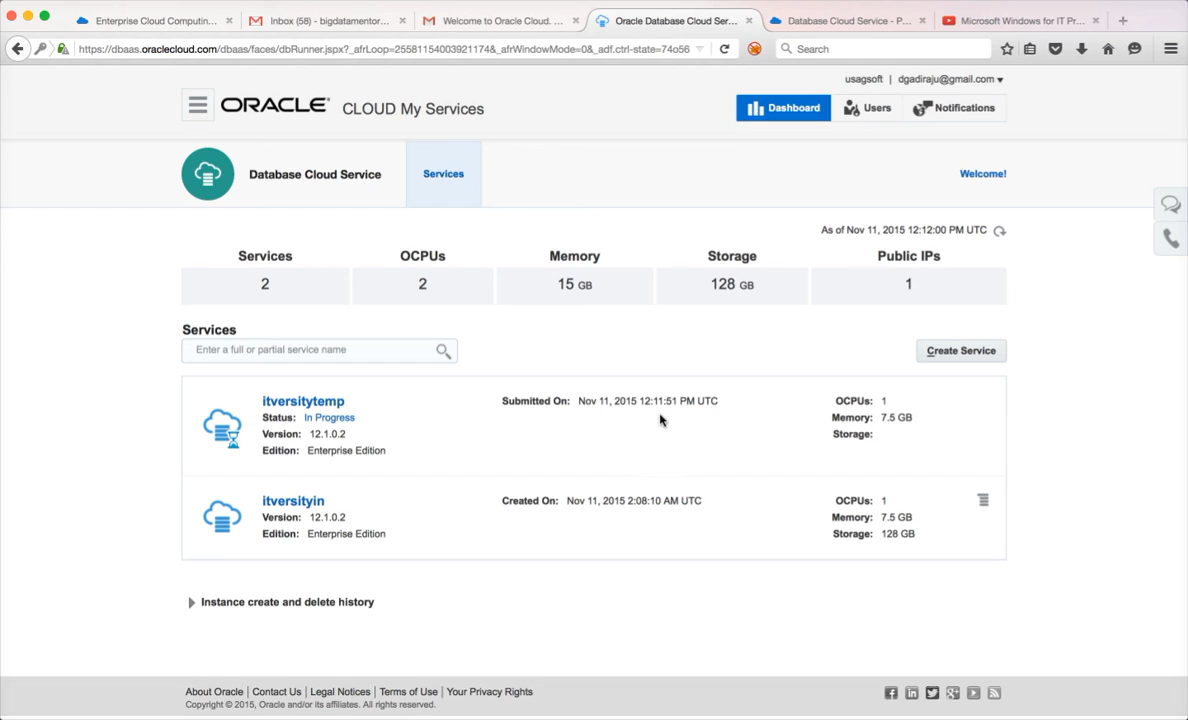 Enterprise Cloud Computin...
Inbox (58) - bigdatamentor...
Welcome to Oracle Cloud. ...
Oracle Database Cloud Ser...
Database Cloud Service - P...
Microsoft Windows for IT Pr...
https://dbaas.oraclecloud.com/dbaas/faces/dbRunner.jspx?_afrLoop=25581154003921174&_afrWindowMode=0&_adf.ctrl-state=74o56
Search
usagsoft | dgadiraju@gmail.com
ORACLE® CLOUD My Services
Dashboard
Users
Notifications
Database Cloud Service
Services
Welcome!
As of Nov 11, 2015 12:12:00 PM UTC
Services OCPUs Memory Storage Public IPs
2 2 15 GB 128 GB 1
Services
Enter a full or partial service name
Create Service
itversitytemp
Submitted On: Nov 11, 2015 12:11:51 PM UTC
OCPUs: 1
Status: In Progress
Memory: 7.5 GB
Version: 12.1.0.2
Storage:
Edition: Enterprise Edition
itversityin
Created On: Nov 11, 2015 2:08:10 AM UTC
OCPUs: 1
Version: 12.1.0.2
Memory: 7.5 GB
Edition: Enterprise Edition
Storage: 128 GB
Instance create and delete history
About Oracle | Contact Us | Legal Notices | Terms of Use | Your Privacy Rights
Copyright © 2015, Oracle and/or its affiliates. All rights reserved.